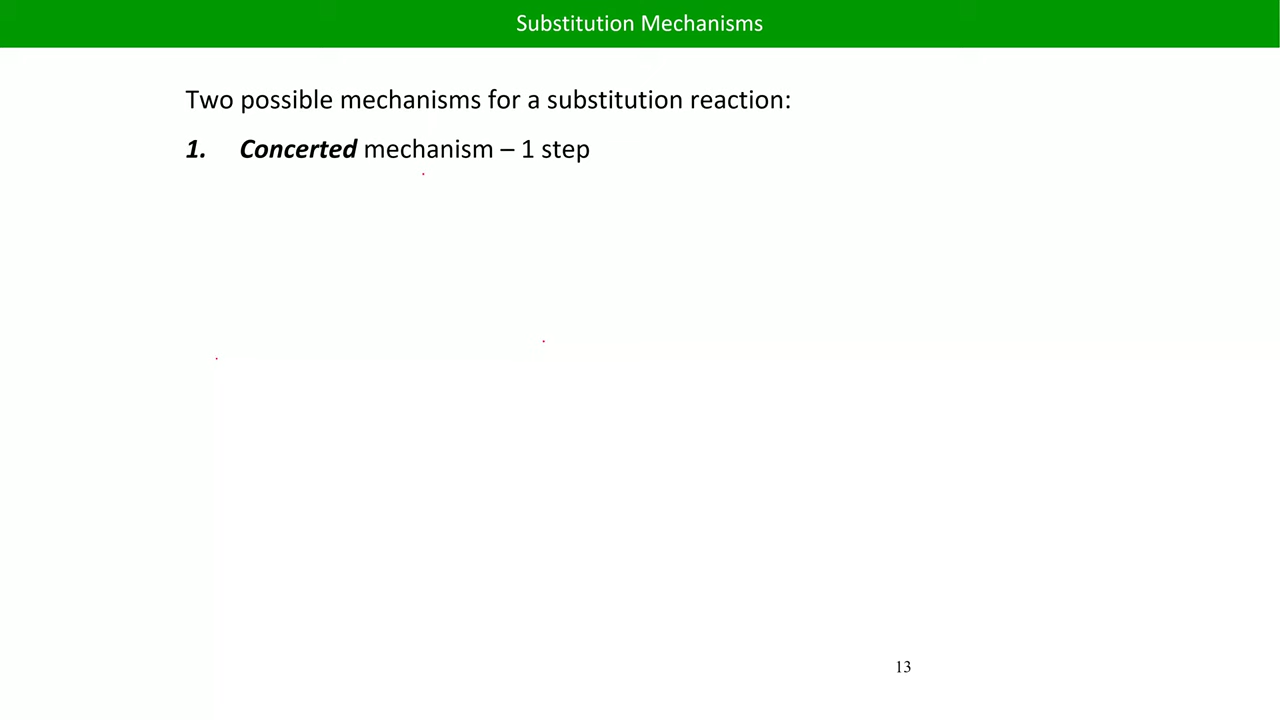 Substitution Mechanisms
Two possible mechanisms for a substitution reaction:
1. Concerted mechanism – 1 step
13